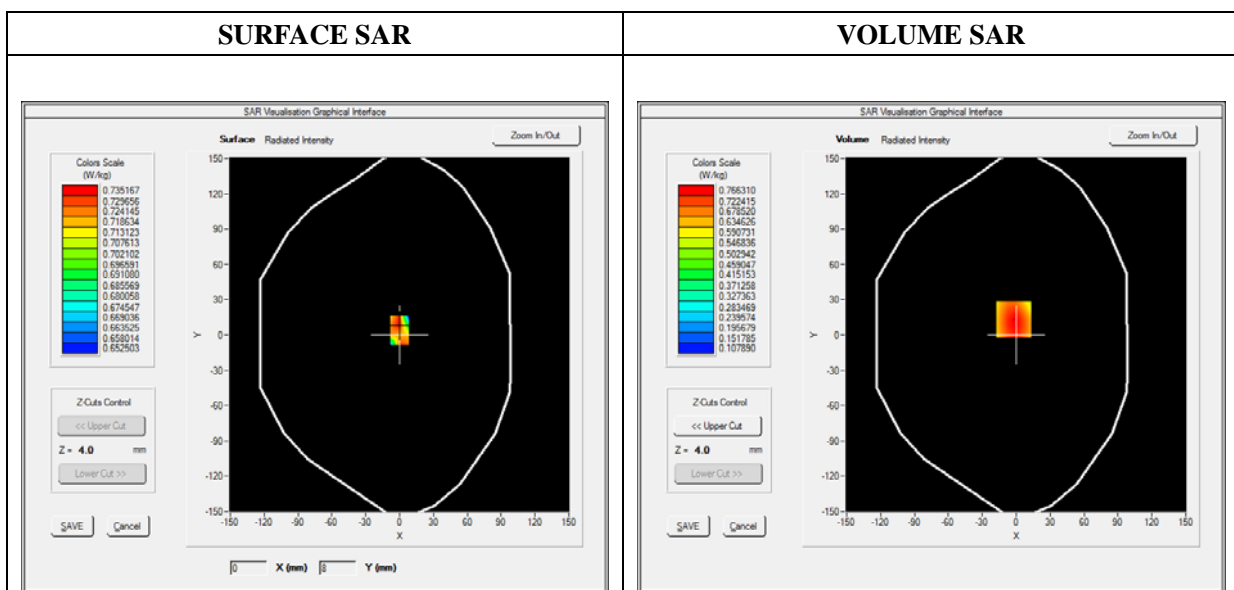 SURFACE SAR
VOLUME SAR
SAR Visualisation Graphical Interface
Surface Radiated Intensity
Zoom In/Out
Colors Scale
(W/kg)
0.735167
0.729656
0.724145
0.718634
0.713123
0.707613
0.702102
0.696591
0.691080
0.685569
0.680058
0.674547
0.669036
0.663525
0.658014
0.652503
Z-Cuts Control
<< Upper Cut
Z = 4.0 mm
Lower Cut >>
SAVE Cancel
150
120
90
60
30
0
-30
-60
-90
-120
-150
Y
-150 -120 -90 -60 -30 0 30 60 90 120 150
X
0 X (mm) 8 Y (mm)
SAR Visualisation Graphical Interface
Volume Radiated Intensity
Zoom In/Out
Colors Scale
(W/kg)
0.766310
0.722415
0.678520
0.634626
0.590731
0.546836
0.502942
0.459047
0.415153
0.371258
0.327363
0.283469
0.239574
0.195679
0.151785
0.107890
Z-Cuts Control
<< Upper Cut
Z = 4.0 mm
Lower Cut >>
SAVE Cancel
150
120
90
60
30
0
-30
-60
-90
-120
-150
Y
-150 -120 -90 -60 -30 0 30 60 90 120 150
X